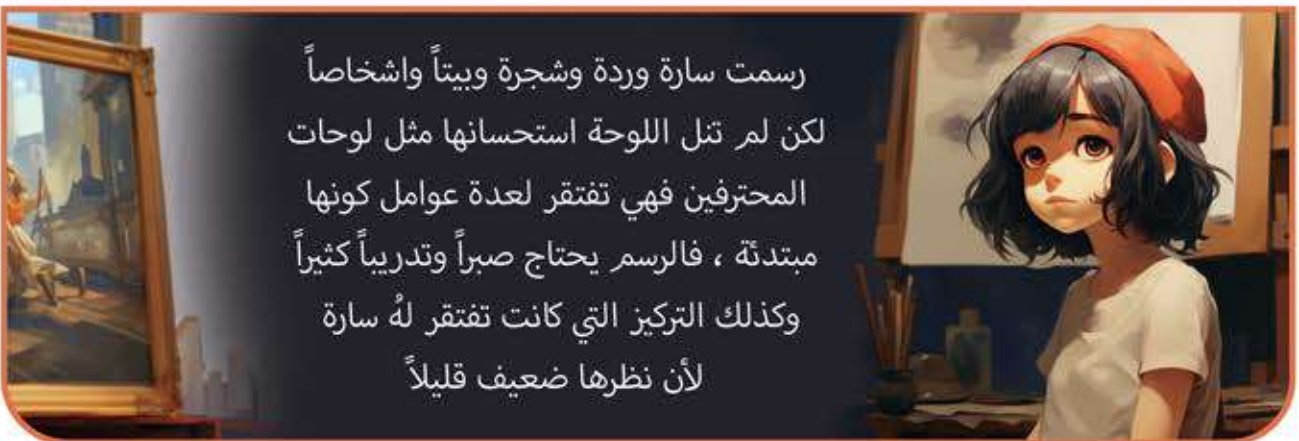 رسمت سارة وردة وشجرة وبيتاً واشخاصاً
لكن لم تنل اللوحة استحسانها مثل لوحات
المحترفين فهي تفتقر لعدة عوامل كونها
مبتدئة ، فالرسم يحتاج صبراً وتدريباً كثيراً
وكذلك التركيز التي كانت تفتقر لهُ سارة
لأن نظرها ضعيف قليلاً